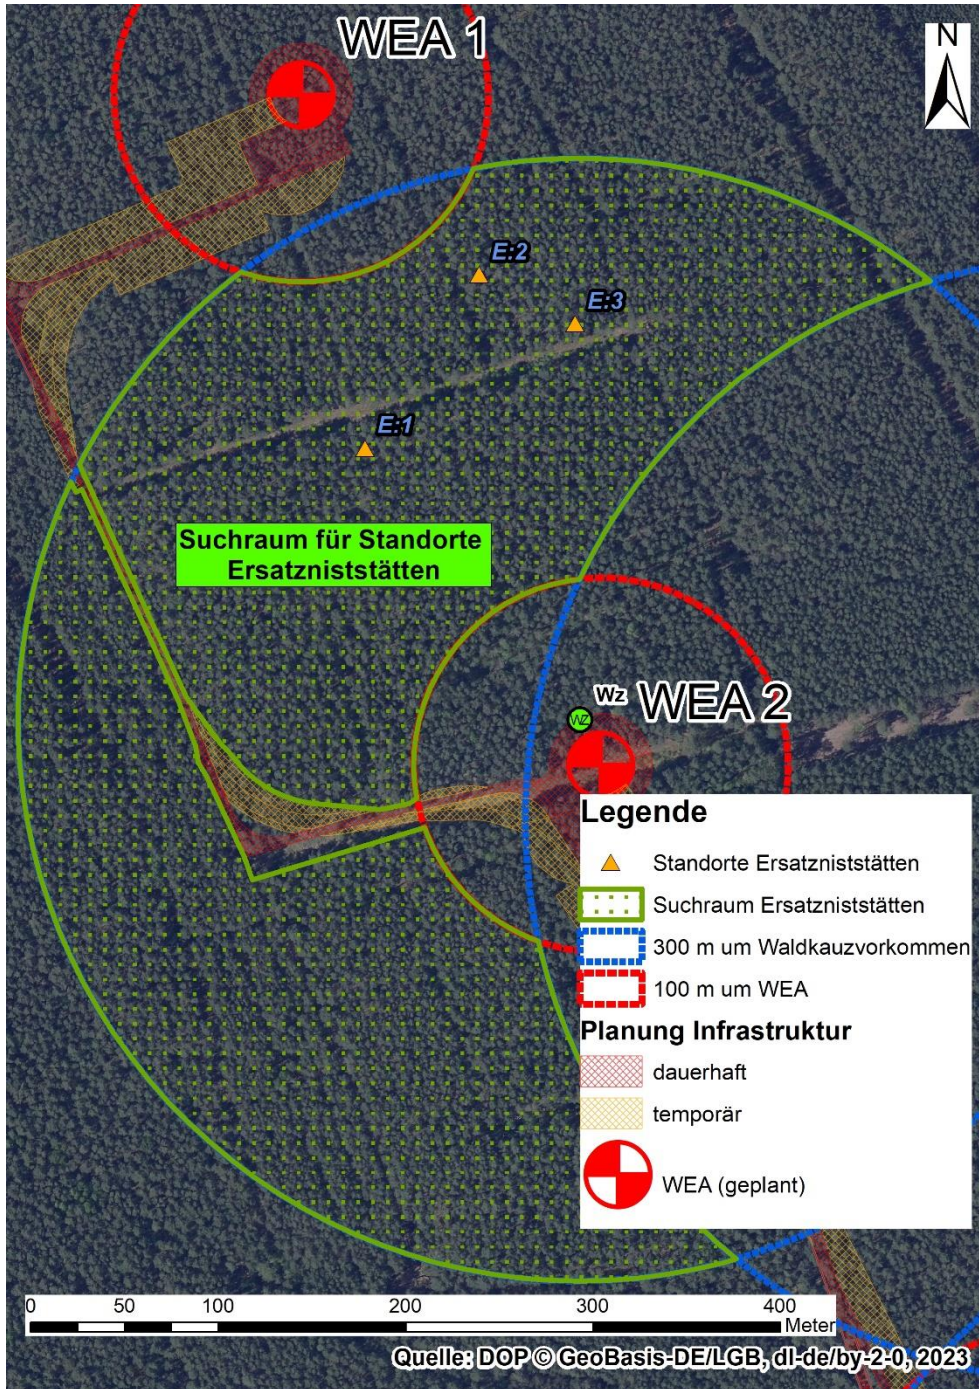 WEA 1
N
E:2
E:3
E:1
Suchraum für Standorte
Ersatzniststätten
Wz
WZ
WEA 2
Legende
Standorte Ersatzniststätten
Suchraum Ersatzniststätten
300 m um Waldkauzvorkommen
100 m um WEA
Planung Infrastruktur
dauerhaft
temporär
WEA (geplant)
0 50 100 200 300 400
Meter
Quelle: DOP © GeoBasis-DE/LGB, dl-de/by-2-0, 2023